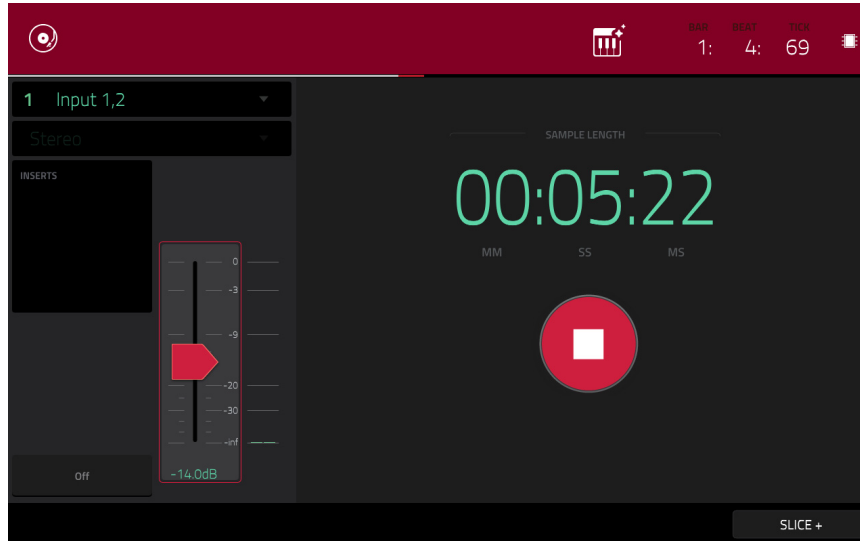 BAR BEAT TICK
1: 4: 69
1 Input 1,2
Stereo
SAMPLE LENGTH
INSERTS
00:05:22
MM SS MS
0
-3
-9
-20
-30
-inf
Off
-14.0dB
SLICE +